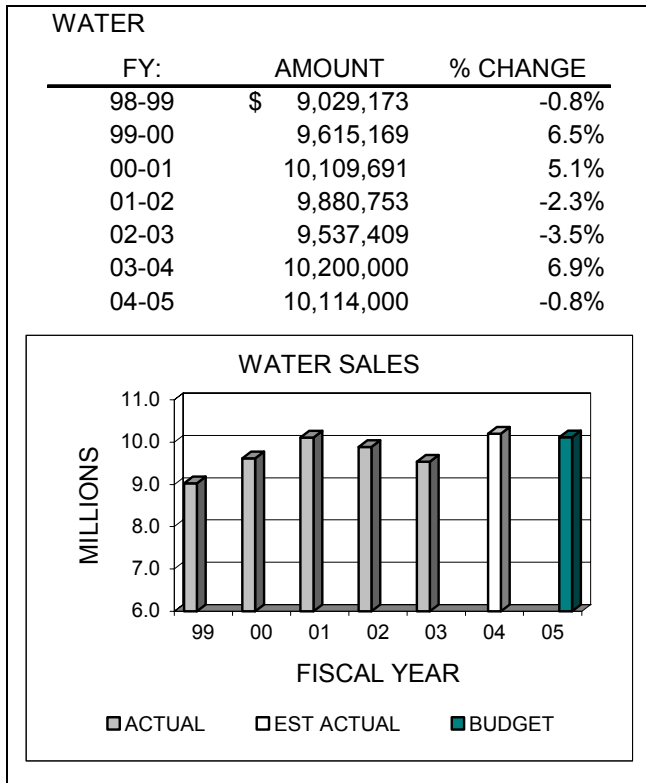 WATER
FY: AMOUNT % CHANGE
98-99 $ 9,029,173 -0.8%
99-00 9,615,169 6.5%
00-01 10,109,691 5.1%
01-02 9,880,753 -2.3%
02-03 9,537,409 -3.5%
03-04 10,200,000 6.9%
04-05 10,114,000 -0.8%
WATER SALES
11.0
10.0
9.0
8.0
7.0
6.0
MILLIONS
99 00 01 02 03 04 05
FISCAL YEAR
ACTUAL EST ACTUAL BUDGET